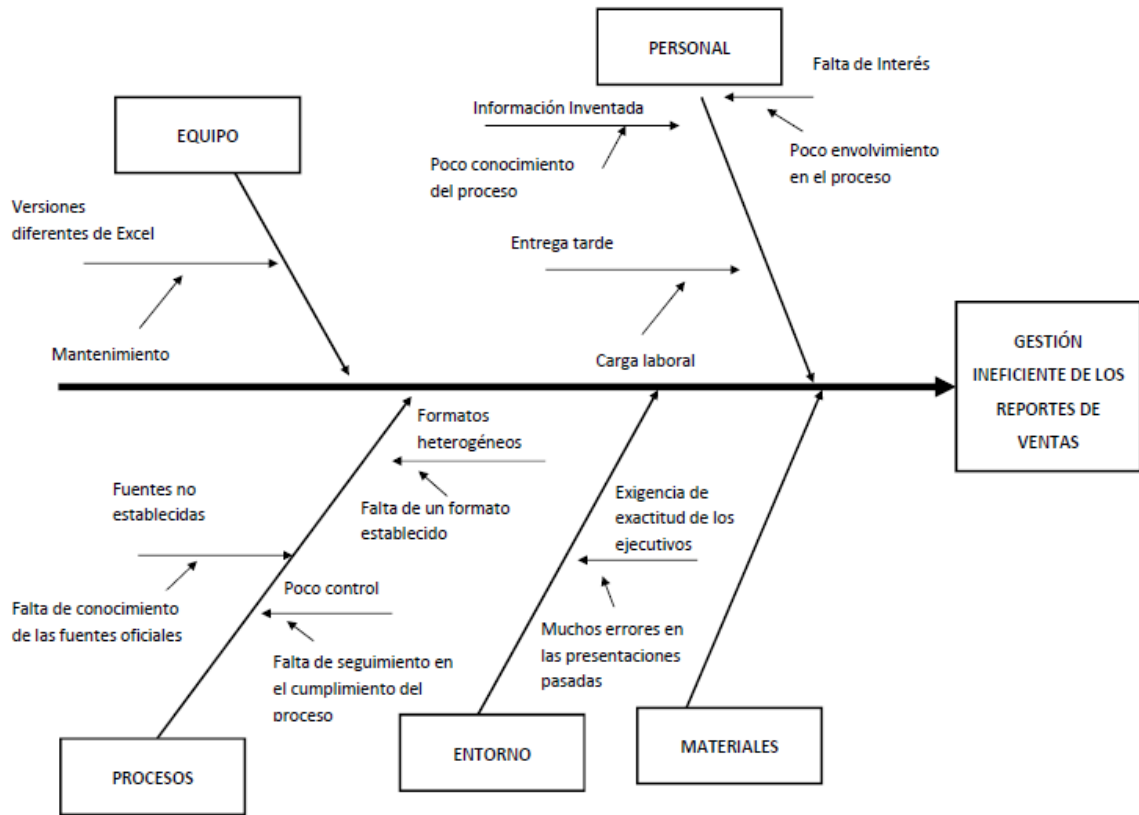 PERSONAL
Falta de Interés
Información Inventada
Poco conocimiento
del proceso
Poco envolvimiento
en el proceso
EQUIPO
Versiones
diferentes de Excel
Mantenimiento
Entrega tarde
Carga laboral
GESTIÓN
INEFICIENTE DE LOS
REPORTES DE
VENTAS
Formatos
heterogéneos
Falta de un formato
establecido
Fuentes no
establecidas
Falta de conocimiento
de las fuentes oficiales
Poco control
Falta de seguimiento en
el cumplimiento del
proceso
Exigencia de
exactitud de los
ejecutivos
Muchos errores en
las presentaciones
pasadas
PROCESOS
ENTORNO
MATERIALES